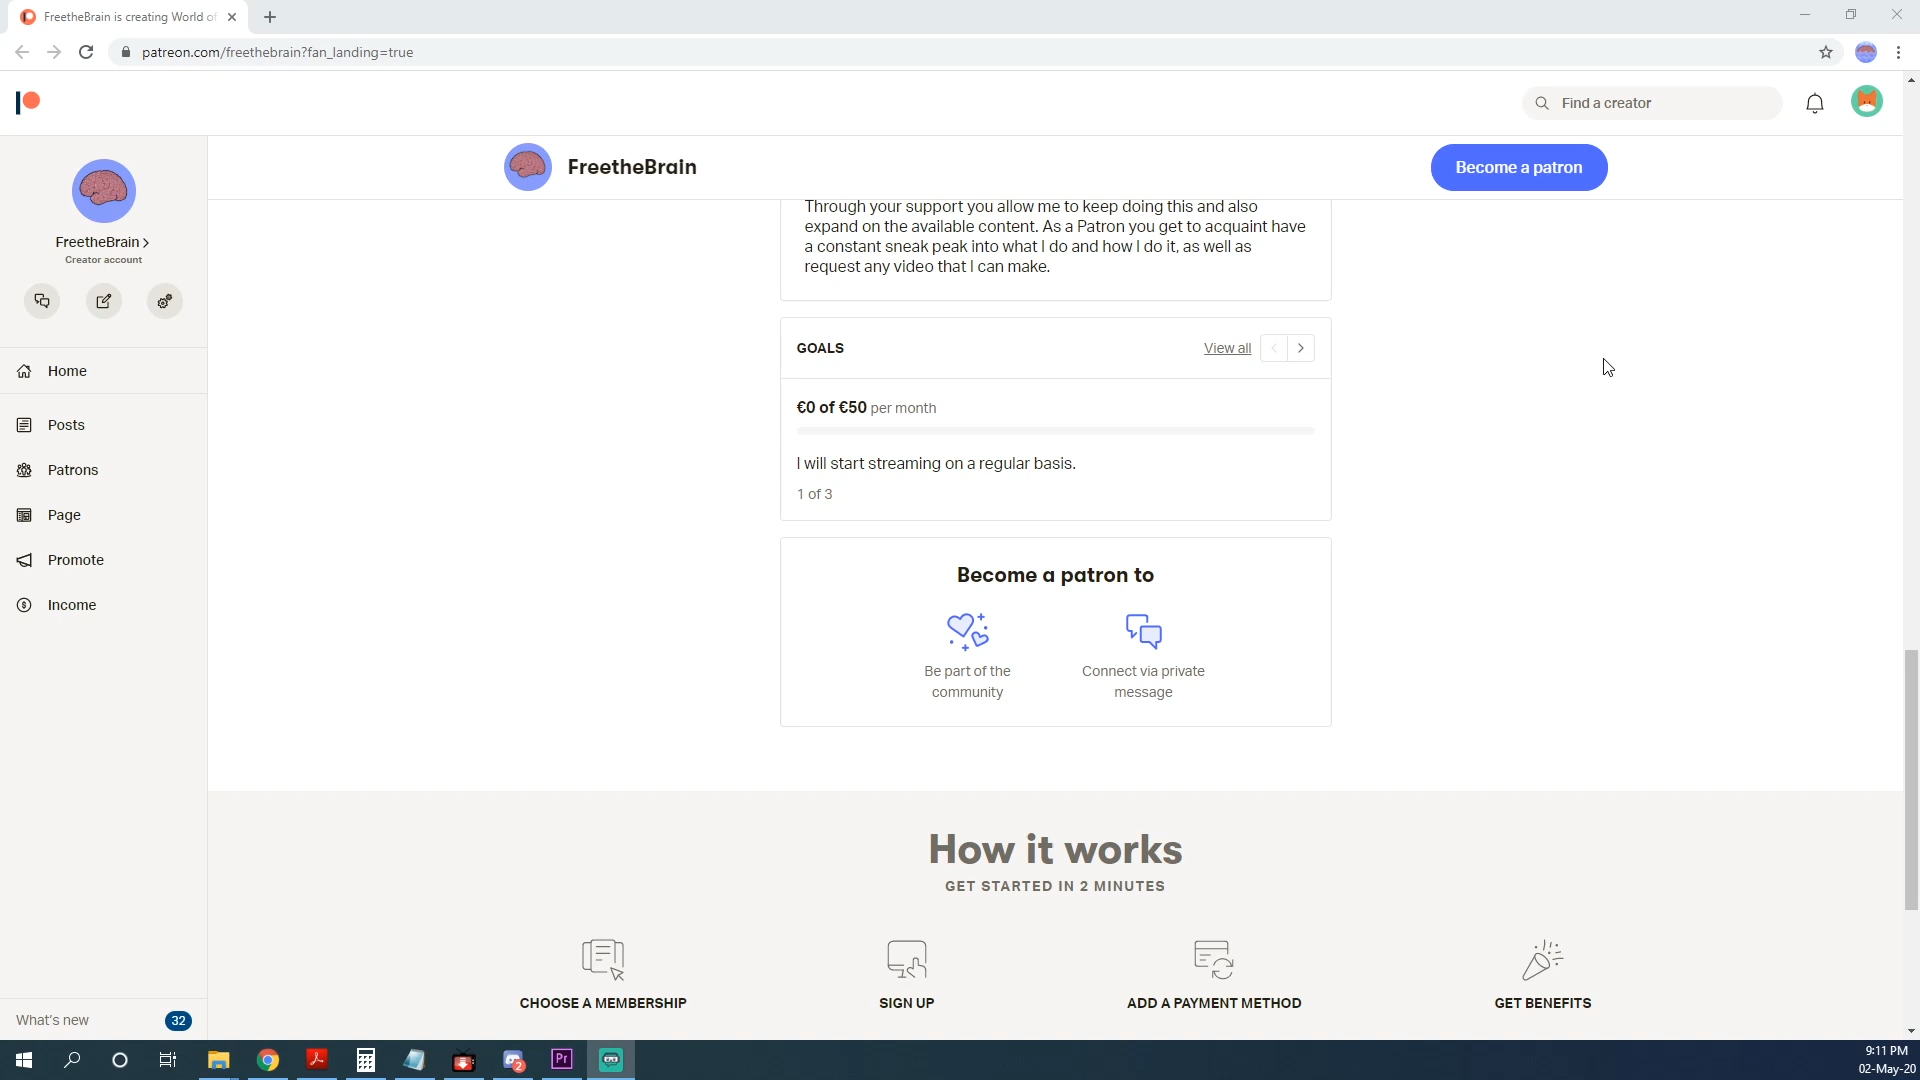 FreetheBrain is creating World of
patreon.com/freethebrain?fan_landing=true
Find a creator
FreetheBrain
Become a patron
FreetheBrain
Creator account
Home
Posts
Patrons
Page
Promote
Income
What's new
32
Through your support you allow me to keep doing this and also
expand on the available content. As a Patron you get to acquaint have
a constant sneak peak into what I do and how I do it, as well as
request any video that I can make.
GOALS
View all
€0 of €50 per month
I will start streaming on a regular basis.
1 of 3
Become a patron to
Be part of the
community
Connect via private
message
How it works
GET STARTED IN 2 MINUTES
CHOOSE A MEMBERSHIP
SIGN UP
ADD A PAYMENT METHOD
GET BENEFITS
2
Pr
9:11 PM
02-May-20